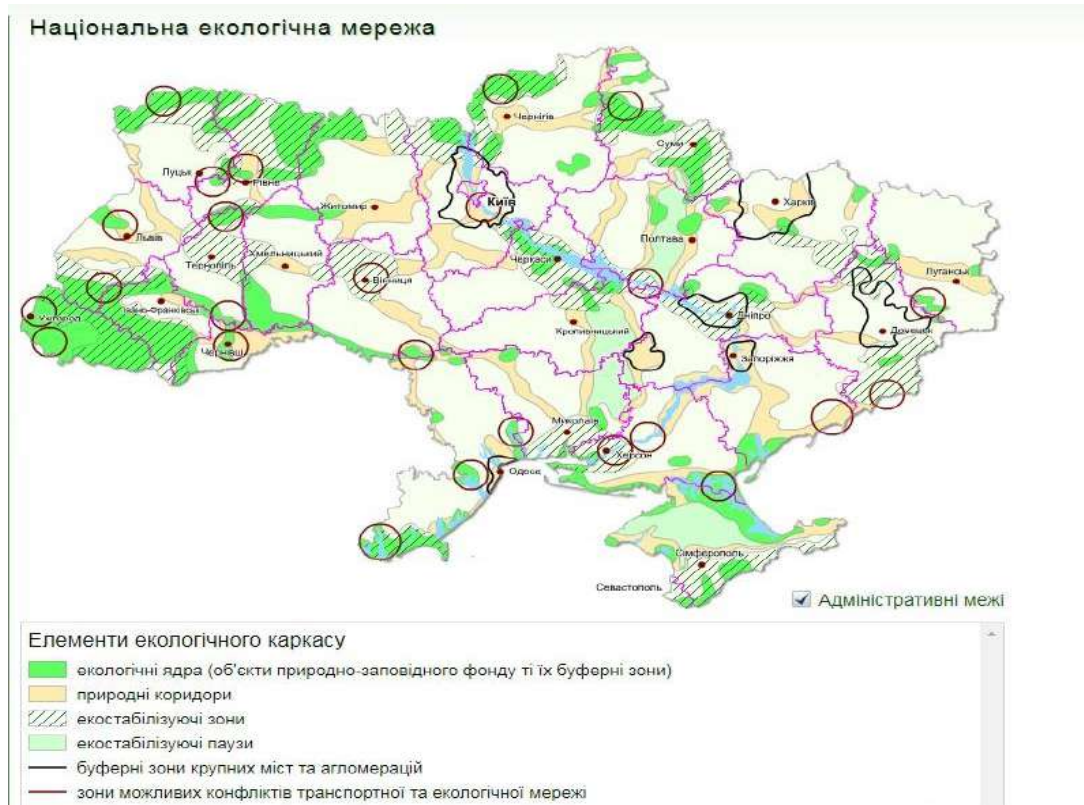 Національна екологічна мережа
Чернігів
Суми
Луцьк
Рівне
Київ
Харків
Житомир
Львів
Полтава
Хмельницький
Тернопіль
Черкаси
Вінниця
Луганськ
Ужгород
Івано-Франківськ
Дніпро
Кропивницький
Донецьк
Чернівці
Запоріжжя
Миколаїв
Херсон
Одеса
Сімферополь
Севастополь
Адміністративні межі
Елементи екологічного каркасу
екологічні ядра (об'єкти природно-заповідного фонду ті їх буферні зони)
природні коридори
екостабілізуючі зони
екостабілізуючі паузи
буферні зони крупних міст та агломерацій
зони можливих конфліктів транспортної та екологічної мережі